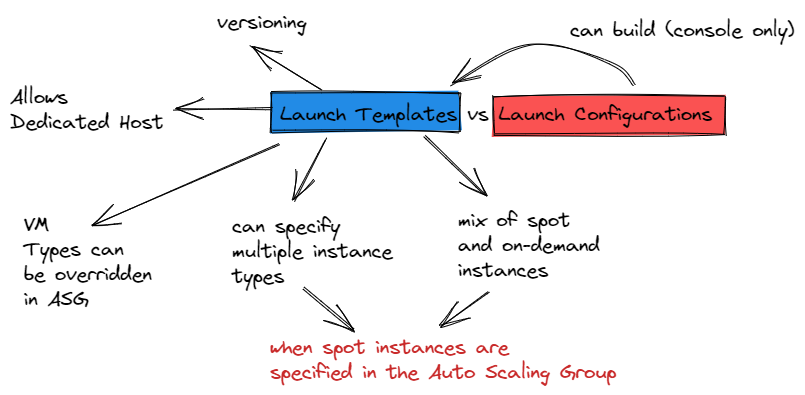 versioning
can build (console only)
Allows
Dedicated Host
Launch Templates vs Launch Configurations
VM
Types can
be overridden
in ASG
can specify
multiple instance
types
mix of spot
and on-demand
instances
when spot instances are
specified in the Auto Scaling Group